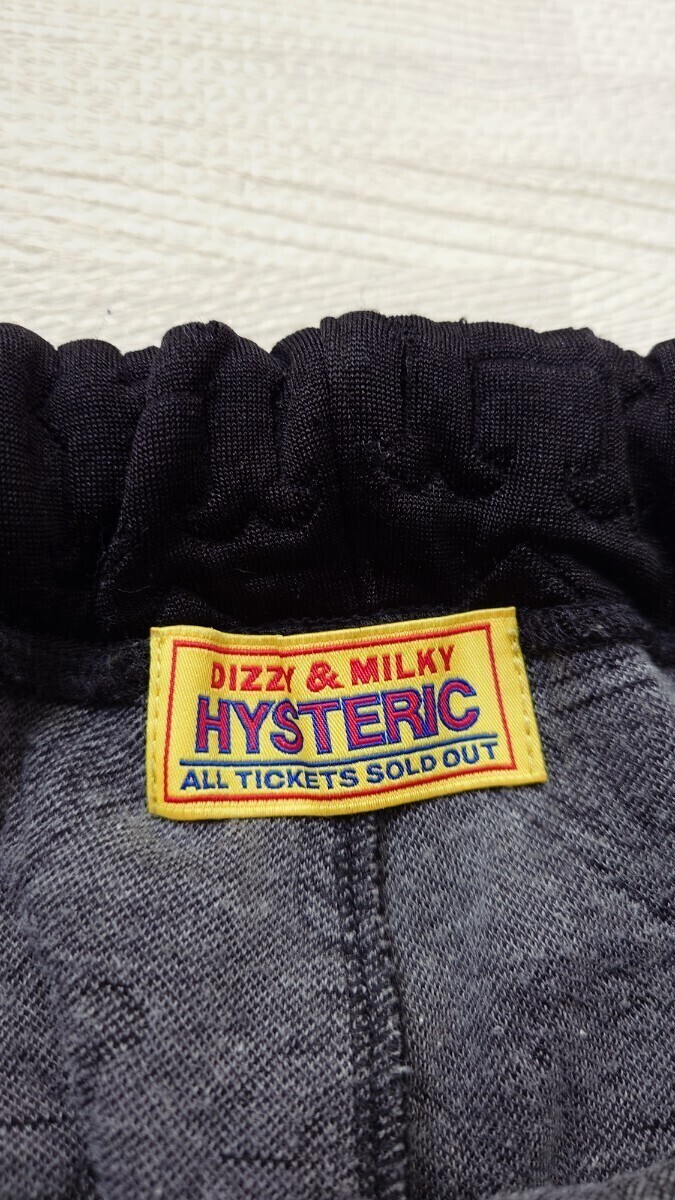 DIZZY & MILKY
HYSTERIC
ALL TICKETS SOLD OUT